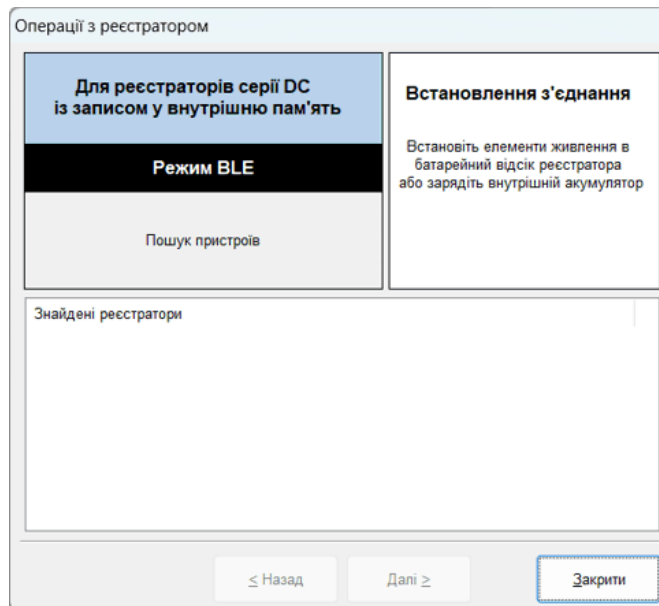 Операції з реєстратором
Для реєстраторів серії DC
із записом у внутрішню пам'ять
Режим BLE
Пошук пристроїв
Встановлення з'єднання
Встановіть елементи живлення в
батарейний відсік реєстратора
або зарядіть внутрішній акумулятор
Знайдені реєстратори
< Назад
Далі >
Закрити